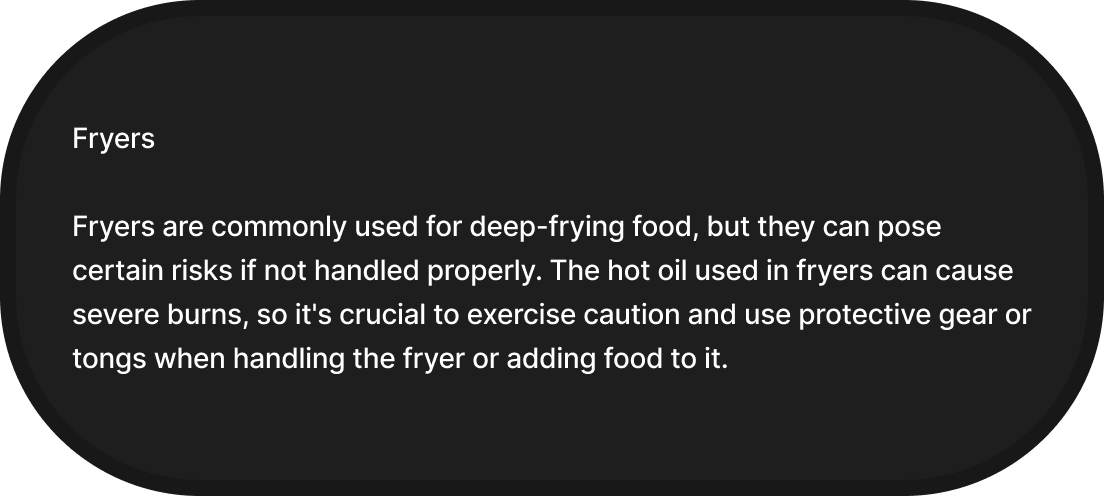 Fryers
Fryers are commonly used for deep-frying food, but they can pose
certain risks if not handled properly. The hot oil used in fryers can cause
severe burns, so it's crucial to exercise caution and use protective gear or
tongs when handling the fryer or adding food to it.